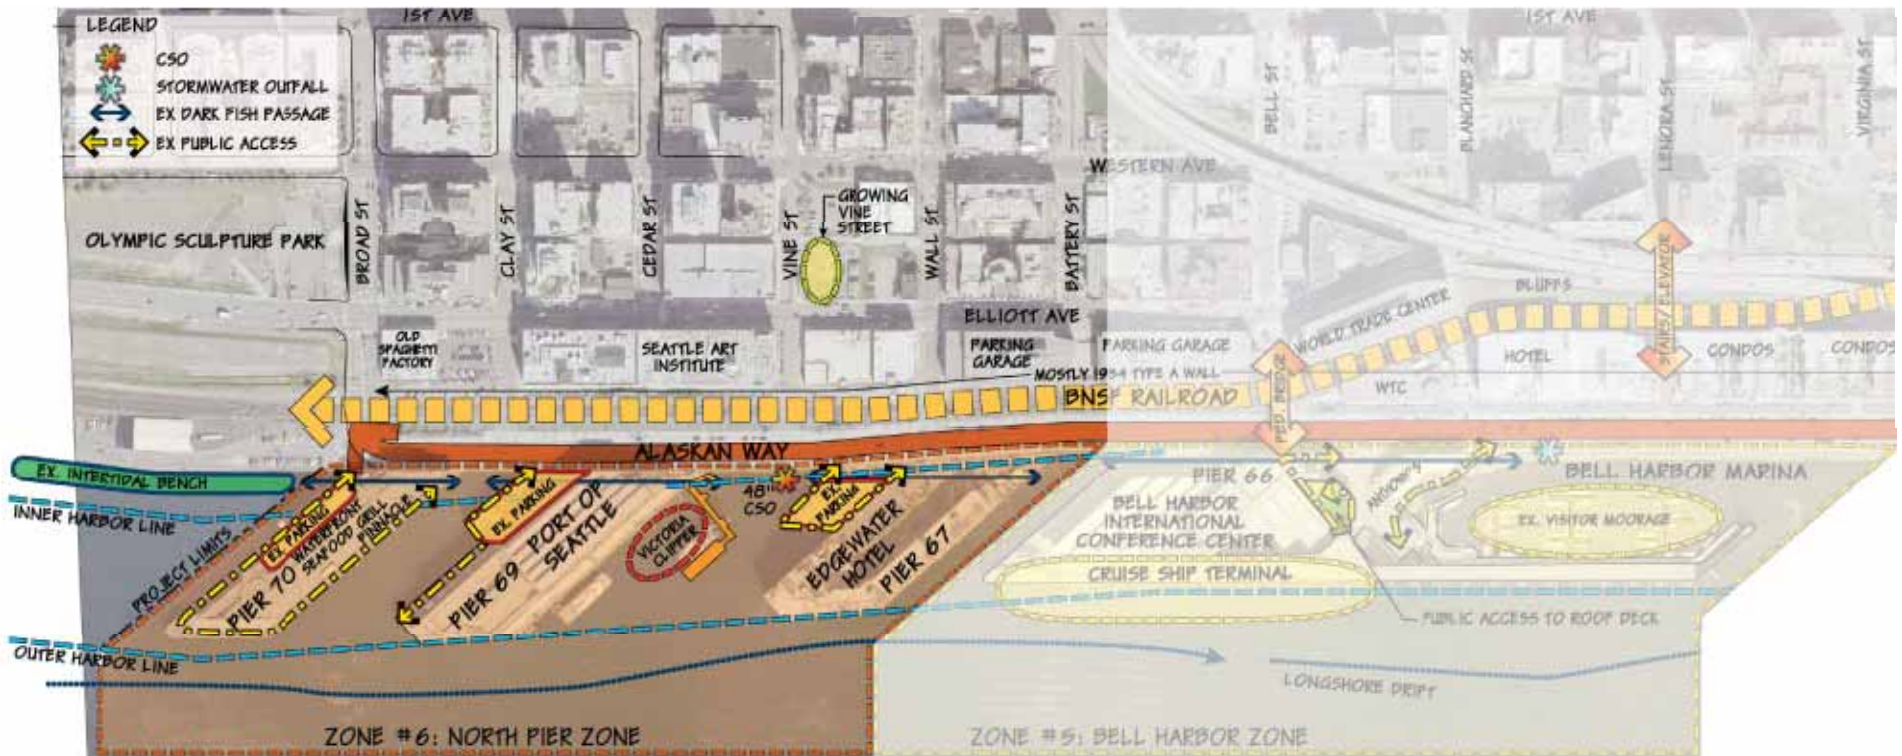 LEGEND
CSO
STORMWATER OUTFALL
EX DARK FISH PASSAGE
EX PUBLIC ACCESS
1ST AVE
1ST AVE
WESTERN AVE
BELL ST
BLANCHARD ST
LENORA ST
VIRGINIA ST
OLYMPIC SCULPTURE PARK
BROAD ST
CLAY ST
CEDAR ST
VINE ST
GROWING
VINE
STREET
WALL ST
BATTERY ST
ELLIOTT AVE
OLD
SPAGHETTI
FACTORY
SEATTLE ART
INSTITUTE
PARKING
GARAGE
PARKING GARAGE
MOSTLY 1934 TYPE A WALL
BNSF RAILROAD
PED. BRIDGE
WORLD TRADE CENTER
WTC
BLUFFS
HOTEL
STAIRS/ELEVATOR
CONDOS
CONDOS
ALASKAN WAY
EX. INTERTIDAL BENCH
INNER HARBOR LINE
PROJECT LIMITS
OUTER HARBOR LINE
EX. PARKING
WATERFRONT
SEAFOOD GRILL
PINNACLE
PIER 70
EX. PARKING
PORT OF
SEATTLE
PIER 69
VICTORIA
CLIPPER
48"
CSO
EX.
PARKING
EDGEWATER
HOTEL
PIER 67
PIER 66
BELL HARBOR
INTERNATIONAL
CONFERENCE CENTER
CRUISE SHIP TERMINAL
ANTHONY'S
BELL HARBOR MARINA
EX. VISITOR MOORAGE
PUBLIC ACCESS TO ROOF DECK
LONGSHORE DRIFT
ZONE #6: NORTH PIER ZONE
ZONE #5: BELL HARBOR ZONE